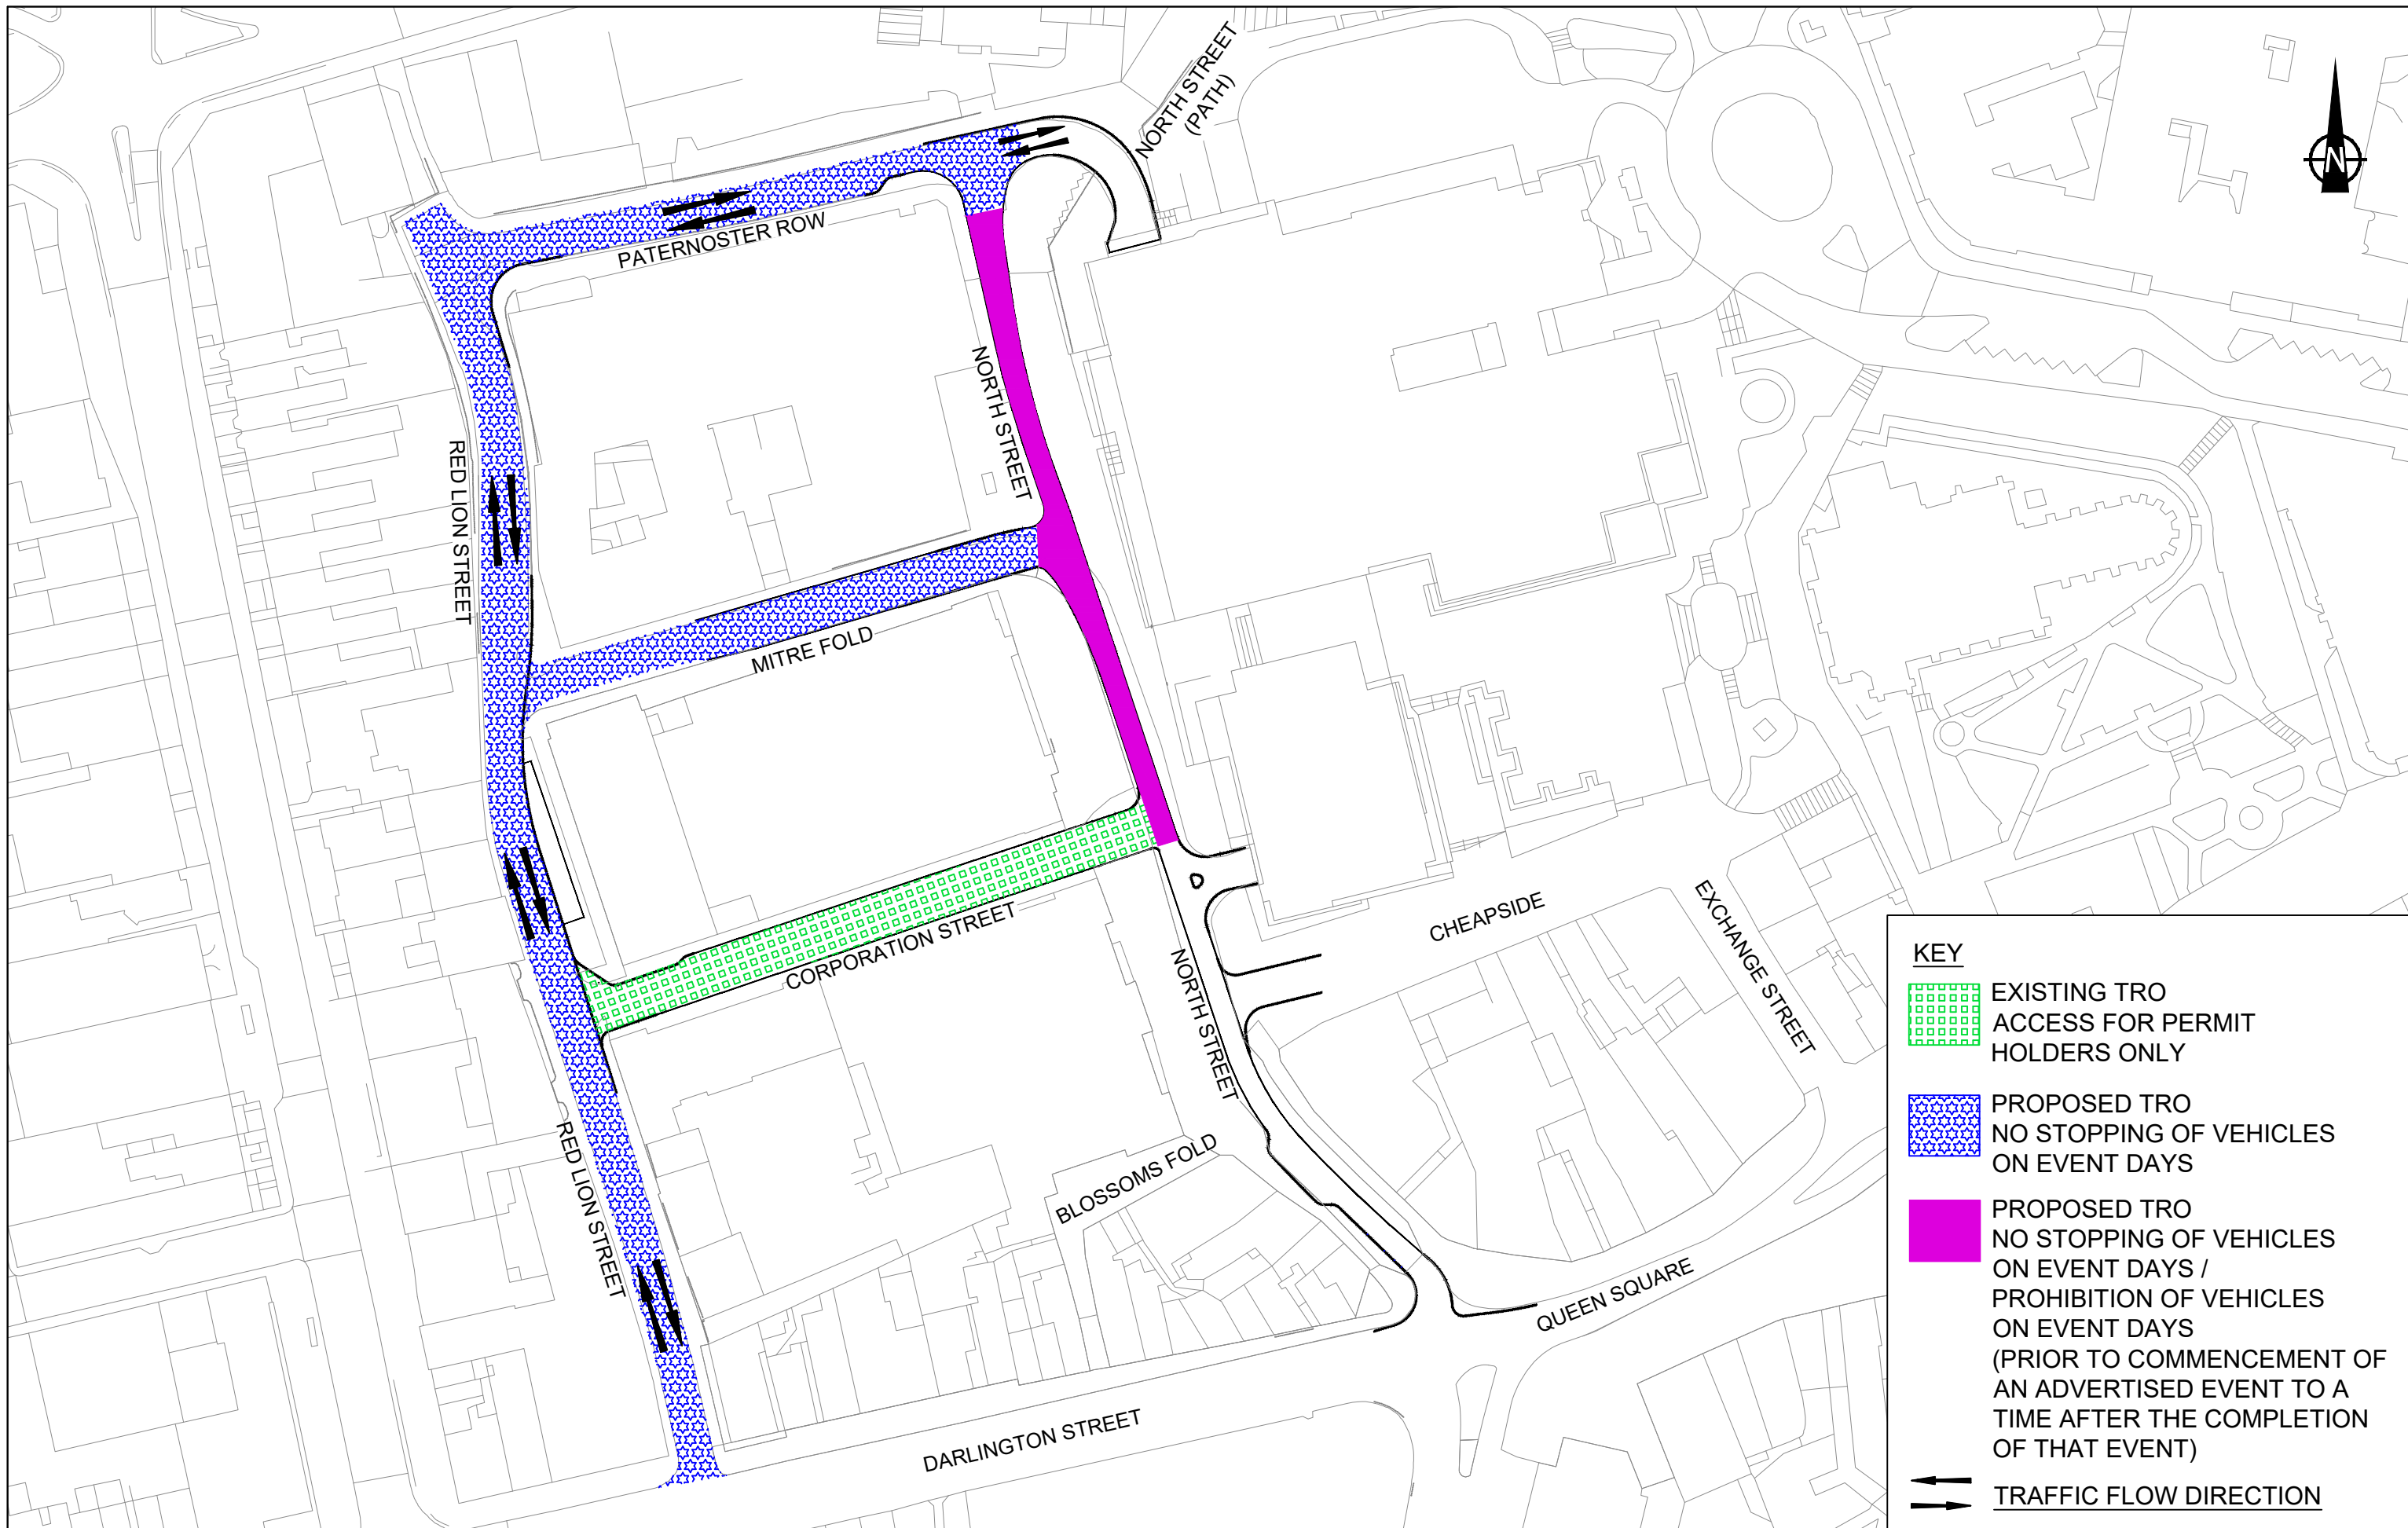 NORTH STREET
(PATH)
N
PATERNOSTER ROW
NORTH STREET
RED LION STREET
MITRE FOLD
CORPORATION STREET
CHEAPSIDE
EXCHANGE STREET
NORTH STREET
RED LION STREET
BLOSSOMS FOLD
QUEEN SQUARE
DARLINGTON STREET
KEY
EXISTING TRO
ACCESS FOR PERMIT
HOLDERS ONLY
PROPOSED TRO
NO STOPPING OF VEHICLES
ON EVENT DAYS
PROPOSED TRO
NO STOPPING OF VEHICLES
ON EVENT DAYS /
PROHIBITION OF VEHICLES
ON EVENT DAYS
(PRIOR TO COMMENCEMENT OF
AN ADVERTISED EVENT TO A
TIME AFTER THE COMPLETION
OF THAT EVENT)
TRAFFIC FLOW DIRECTION